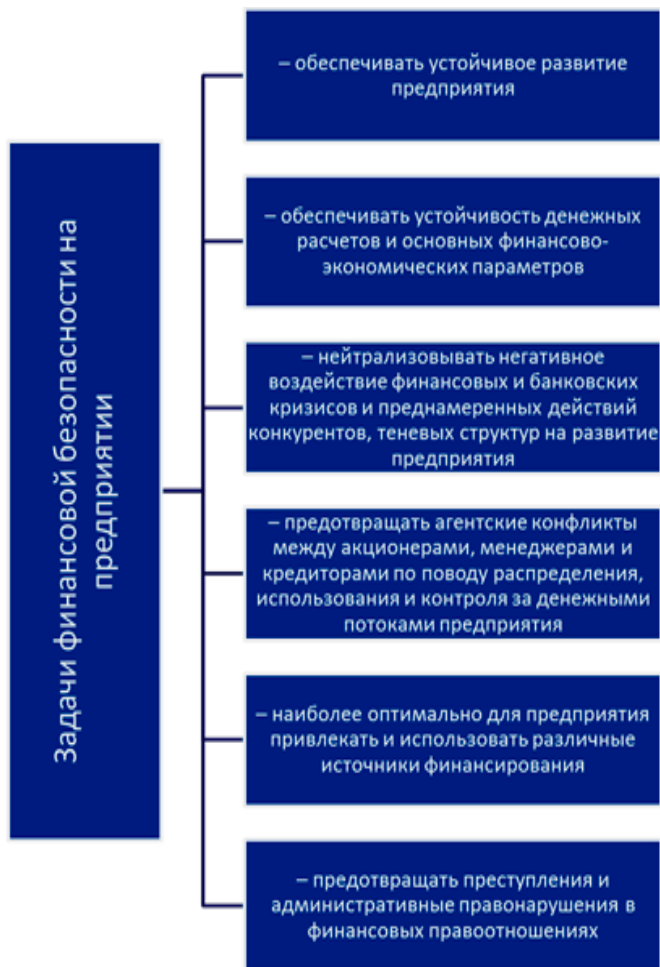 Задачи финансовой безопасности на
предприятии
– обеспечивать устойчивое развитие
предприятия
– обеспечивать устойчивость денежных
расчетов и основных финансово-
экономических параметров
– нейтрализовывать негативное
воздействие финансовых и банковских
кризисов и преднамеренных действий
конкурентов, теневых структур на развитие
предприятия
– предотвращать агентские конфликты
между акционерами, менеджерами и
кредиторами по поводу распределения,
использования и контроля за денежными
потоками предприятия
– наиболее оптимально для предприятия
привлекать и использовать различные
источники финансирования
– предотвращать преступления и
административные правонарушения в
финансовых правоотношениях